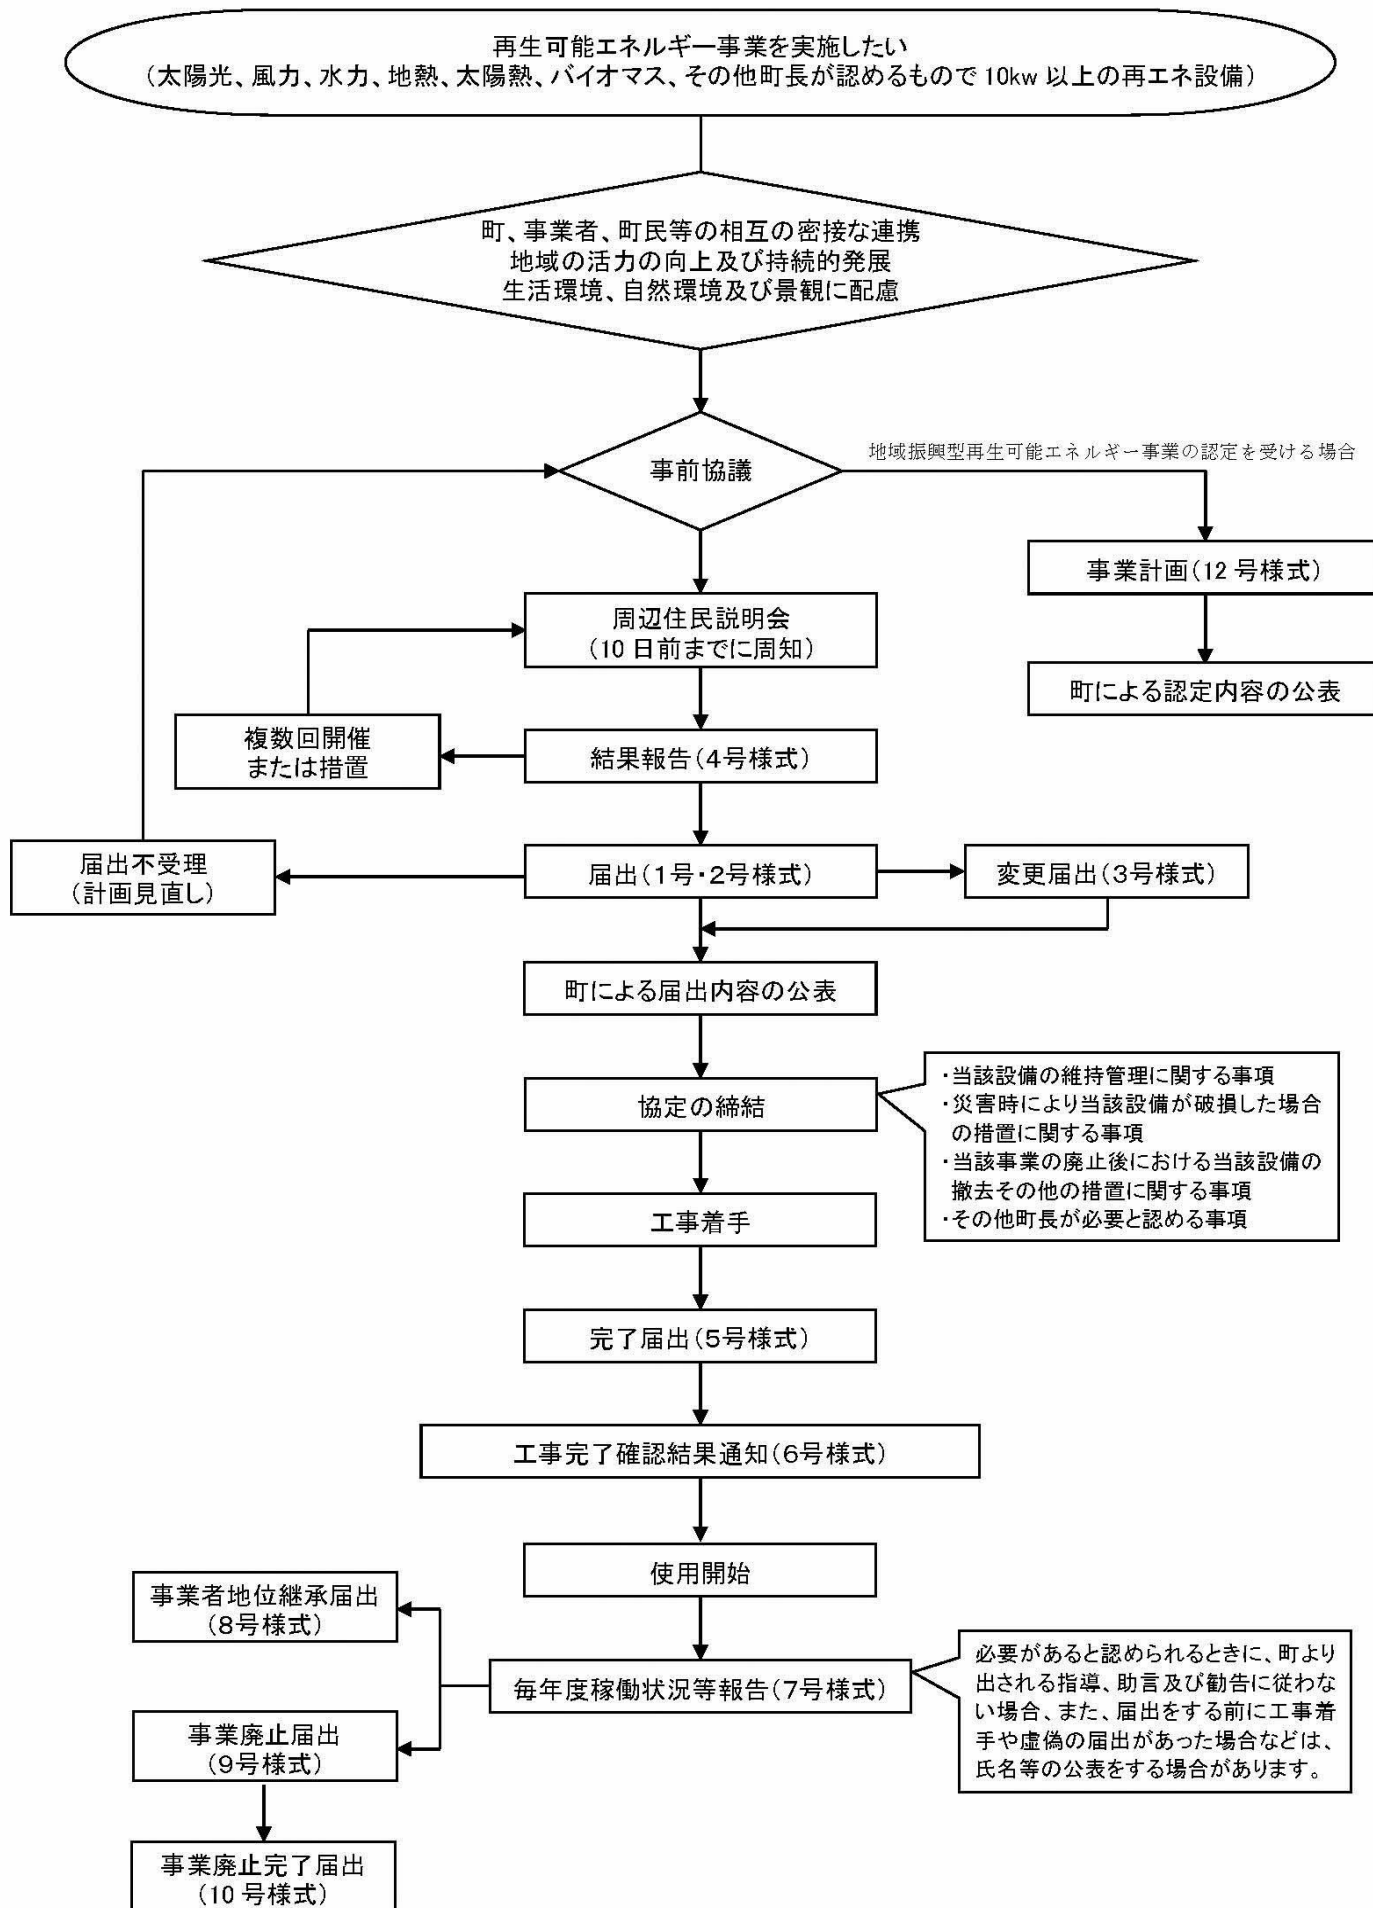 再生可能エネルギー事業を実施したい
（太陽光、風力、水力、地熱、太陽熱、バイオマス、その他町長が認めるもので10kw以上の再エネ設備）
町、事業者、町民等の相互の密接な連携
地域の活力の向上及び持続的発展
生活環境、自然環境及び景観に配慮
地域振興型再生可能エネルギー事業の認定を受ける場合
事前協議
事業計画（12号様式）
周辺住民説明会
（10日前までに周知）
町による認定内容の公表
複数回開催
または措置
結果報告（4号様式）
届出不受理
（計画見直し）
届出（1号・2号様式）
変更届出（3号様式）
町による届出内容の公表
協定の締結
・当該設備の維持管理に関する事項
・災害時により当該設備が破損した場合
の措置に関する事項
・当該事業の廃止後における当該設備の
撤去その他の措置に関する事項
・その他町長が必要と認める事項
工事着手
完了届出（5号様式）
工事完了確認結果通知（6号様式）
使用開始
事業者地位継承届出
（8号様式）
毎年度稼働状況等報告（7号様式）
必要があると認められるときに、町より
出される指導、助言及び勧告に従わな
い場合、また、届出をする前に工事着
手や虚偽の届出があった場合などは、
氏名等の公表をする場合があります。
事業廃止届出
（9号様式）
事業廃止完了届出
（10号様式）